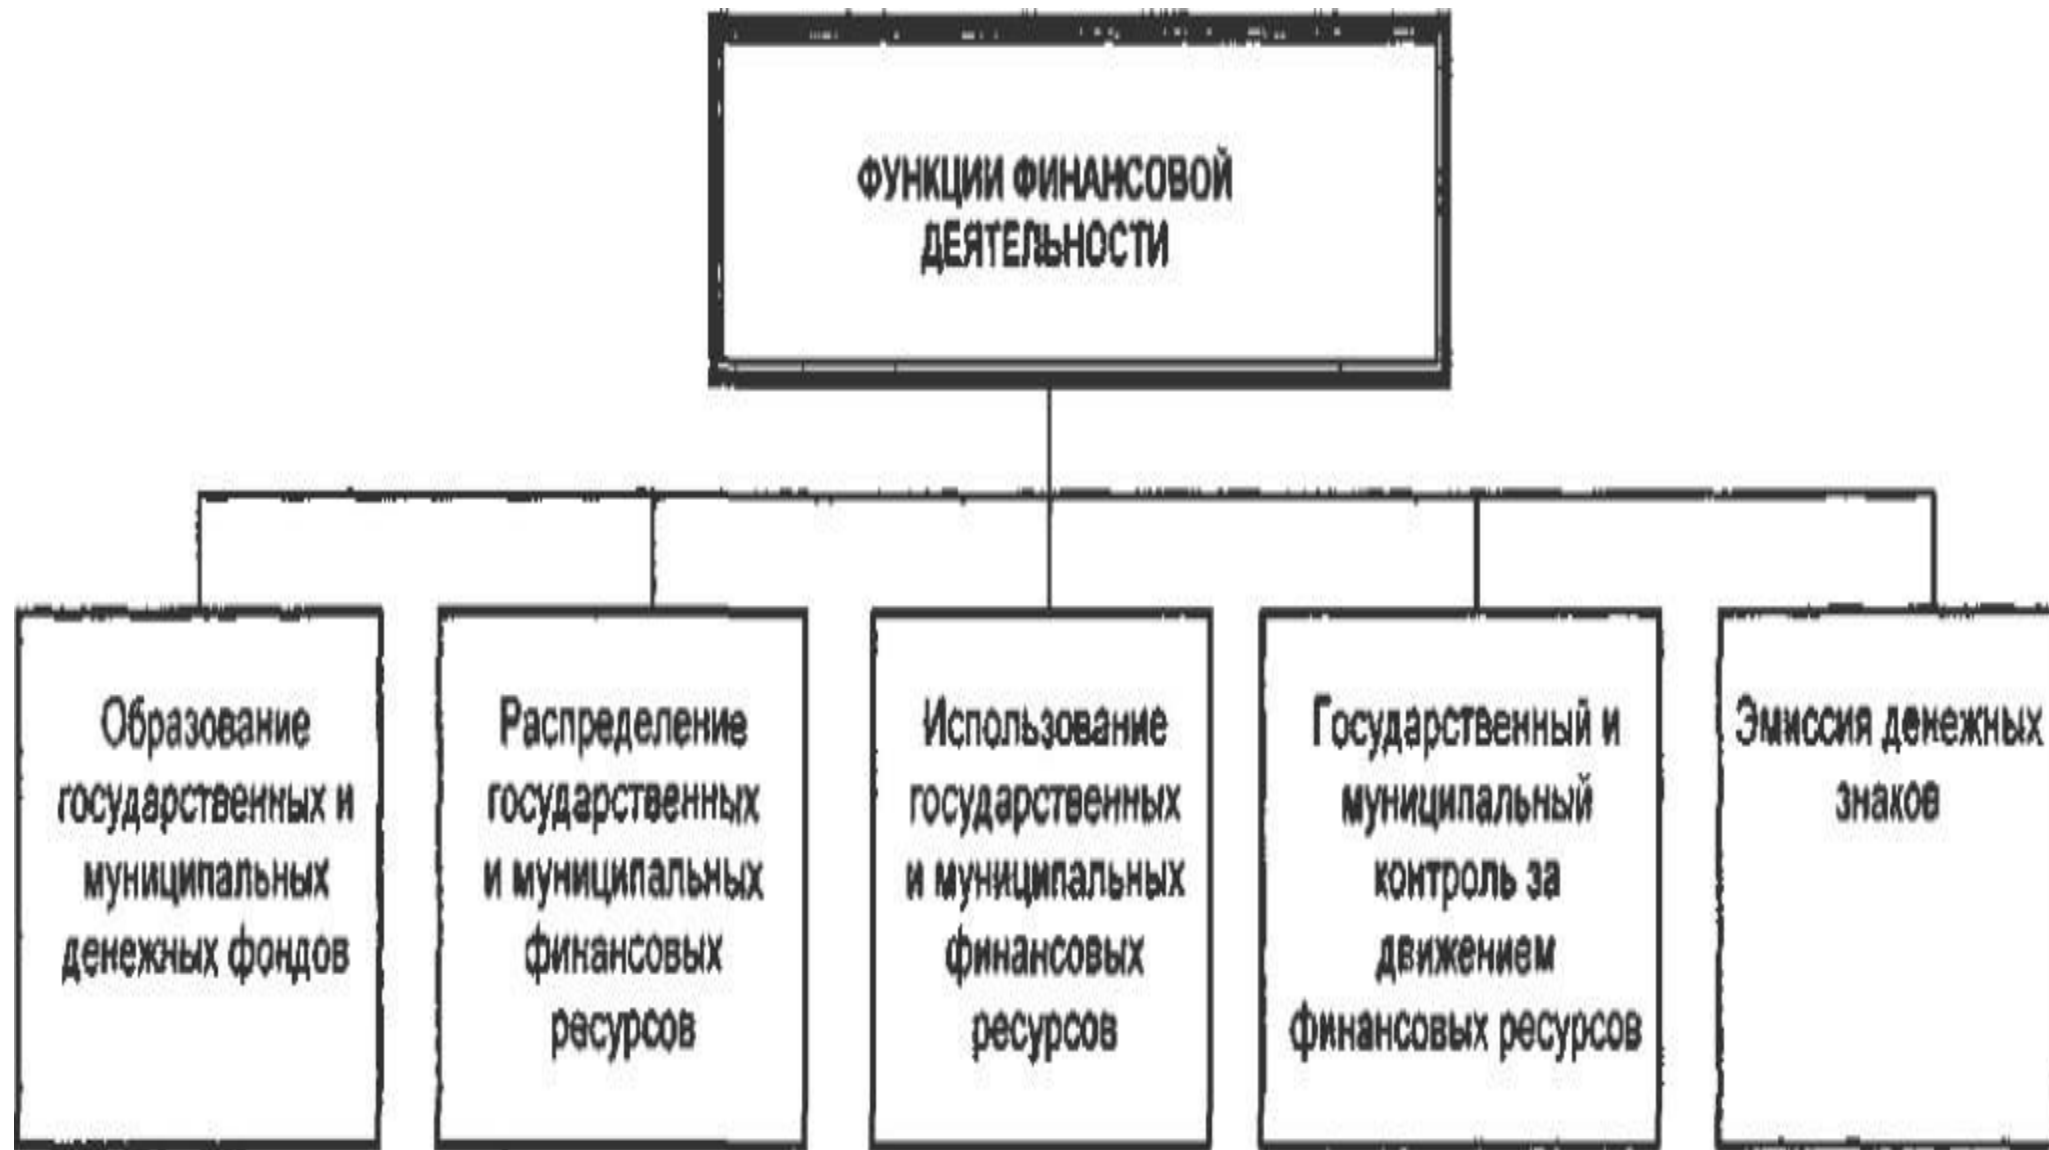 ФУНКЦИИ ФИНАНСОВОЙ
ДЕЯТЕЛЬНОСТИ
Образование
государственных и
муниципальных
денежных фондов
Распределение
государственных
и муниципальных
финансовых
ресурсов
Использование
государственных
и муниципальных
финансовых
ресурсов
Государственный и
муниципальный
контроль за
движением
финансовых ресурсов
Эмиссия денежных
знаков